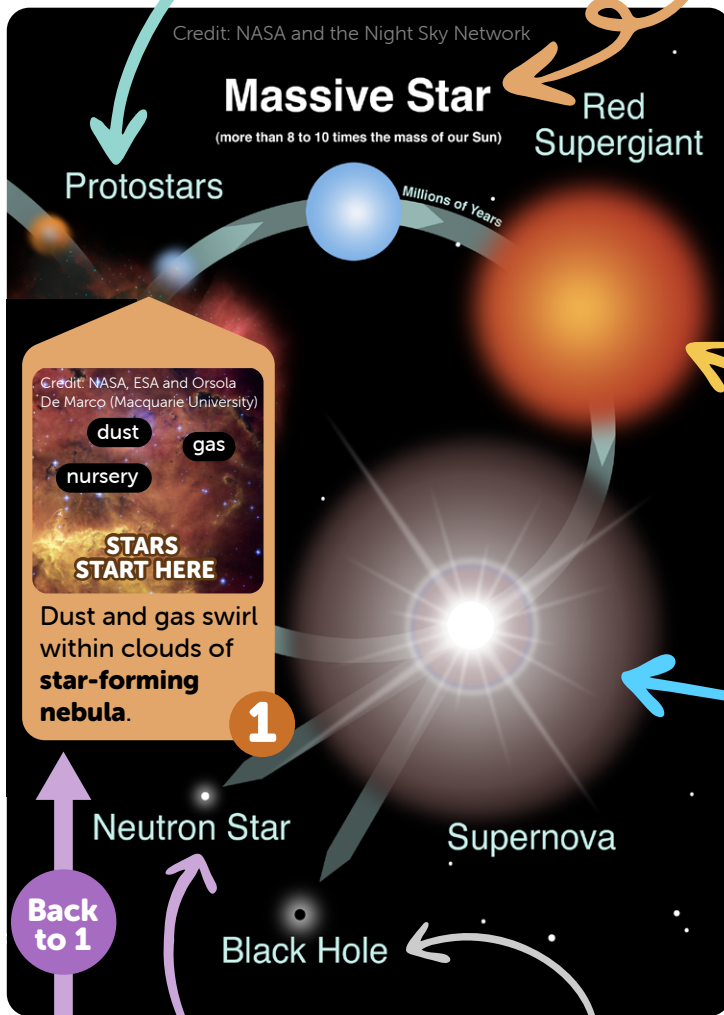 Credit: NASA and the Night Sky Network
Massive Star
(more than 8 to 10 times the mass of our Sun)
Red
Supergiant
Protostars
Millions of Years
Credit: NASA, ESA and Orsola
De Marco (Macquarie University)
dust
gas
nursery
STARS
START HERE
Dust and gas swirl
within clouds of
star-forming
nebula.
1
Neutron Star
Supernova
Back
to 1
Black Hole